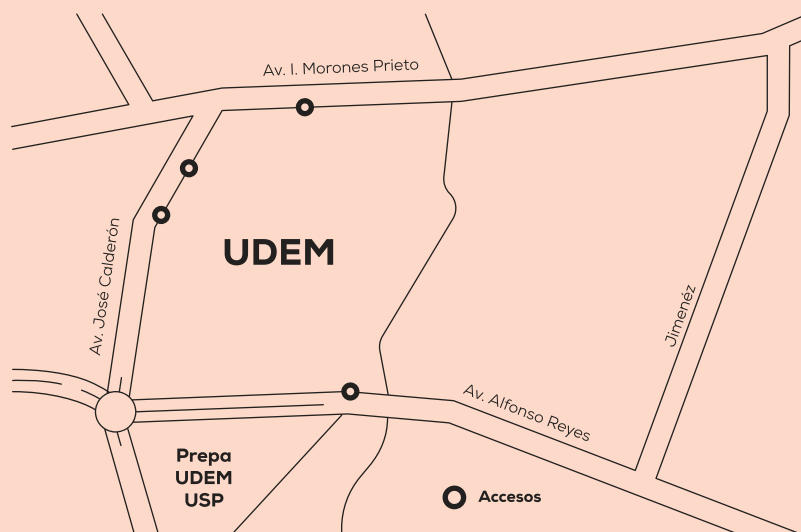 Av. I. Morones Prieto
Av. José Calderón
UDEM
Jimenéz
Av. Alfonso Reyes
Prepa
UDEM
USP
Accesos